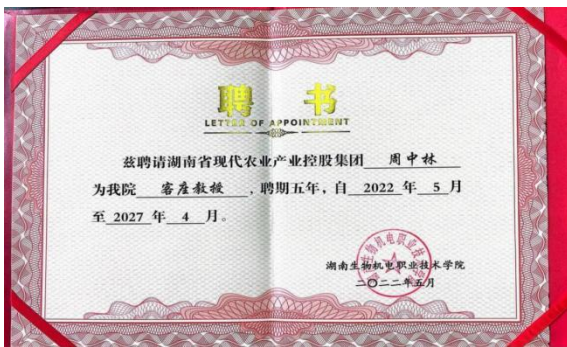 聘书
LETTER OF APPOINTMENT
兹聘请湖南省现代农业产业控股集团 周中林
为我院 客座教授 ，聘期五年，自 2022 年 5 月
至 2027 年 4 月。
湖南生物机电职业技术学院
二〇二二年五月